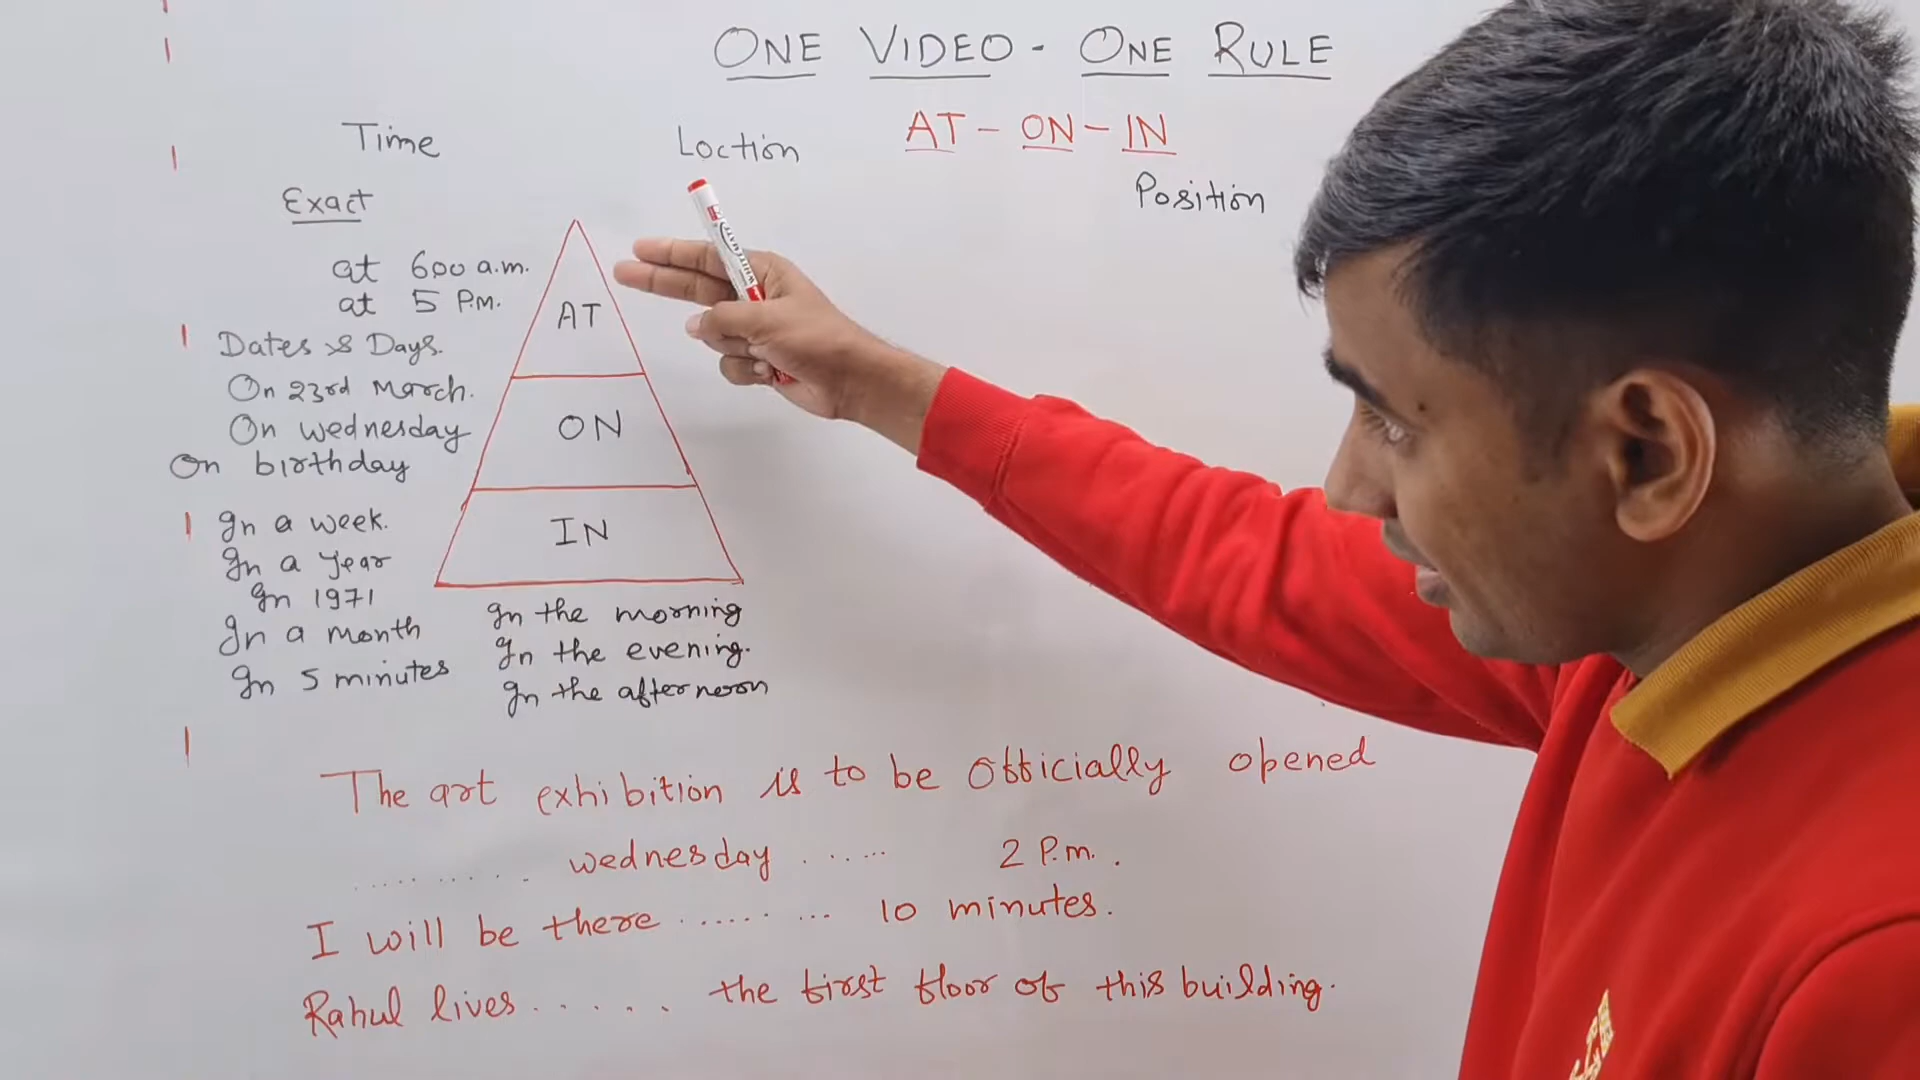 ONE VIDEO - ONE RULE
AT - ON - IN
Time
Loction
Position
Exact
at 6:00 a.m.
at 5 P.m.
Dates & Days.
On 23rd March.
On wednesday
On birthday
In a week.
In a year
In 1971
In a month
In 5 minutes
AT
ON
IN
In the morning
In the evening.
In the afternoon
The art exhibition is to be officially opened
.......... wednesday ...... 2 P.m..
I will be there ......... 10 minutes.
Rahul lives...... the first floor of this building.
WHITEMATE